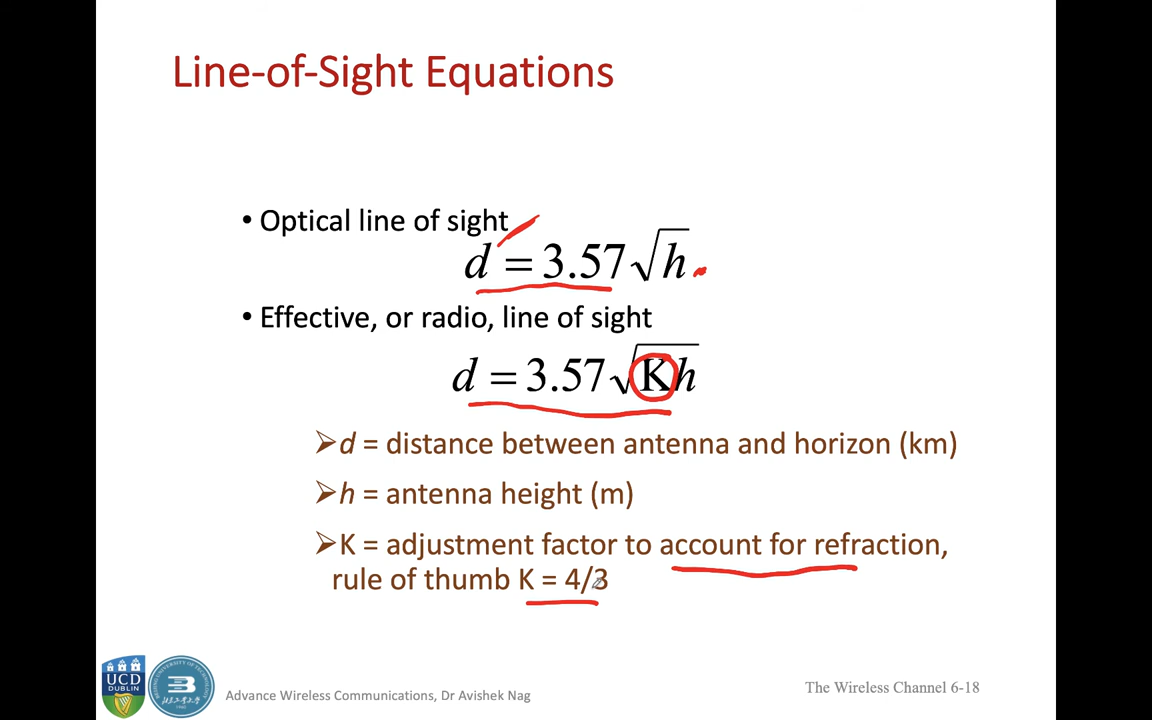 Line-of-Sight Equations
• Optical line of sight
d = 3.57√h
• Effective, or radio, line of sight
d = 3.57√Kh
➢d = distance between antenna and horizon (km)
➢h = antenna height (m)
➢K = adjustment factor to account for refraction,
rule of thumb K = 4/3
UCD
DUBLIN
Advance Wireless Communications, Dr Avishek Nag
The Wireless Channel 6-18